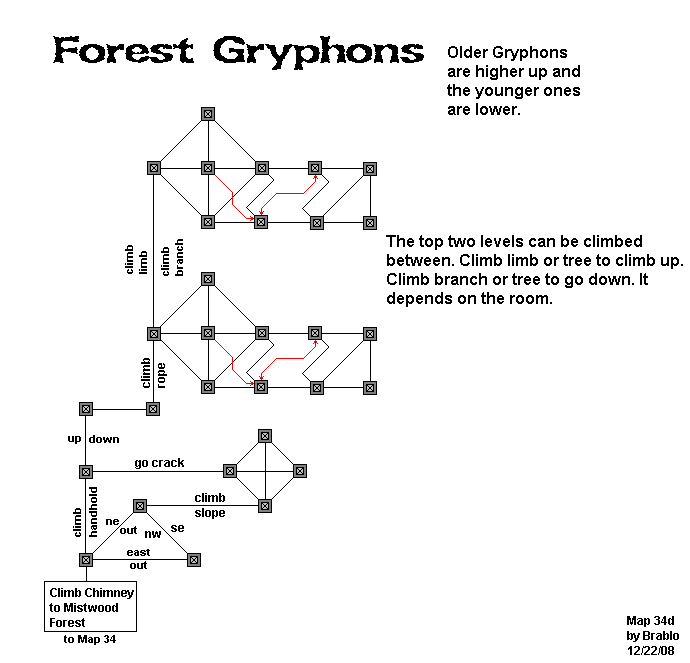 Forest Gryphons
Older Gryphons
are higher up and
the younger ones
are lower.
climb
limb
climb
branch
The top two levels can be climbed
between. Climb limb or tree to climb up.
Climb branch or tree to go down. It
depends on the room.
climb
rope
up
down
go crack
climb
handhold
climb
slope
ne
out
nw
se
east
out
Climb Chimney
to Mistwood
Forest
to Map 34
Map 34d
by Brablo
12/22/08